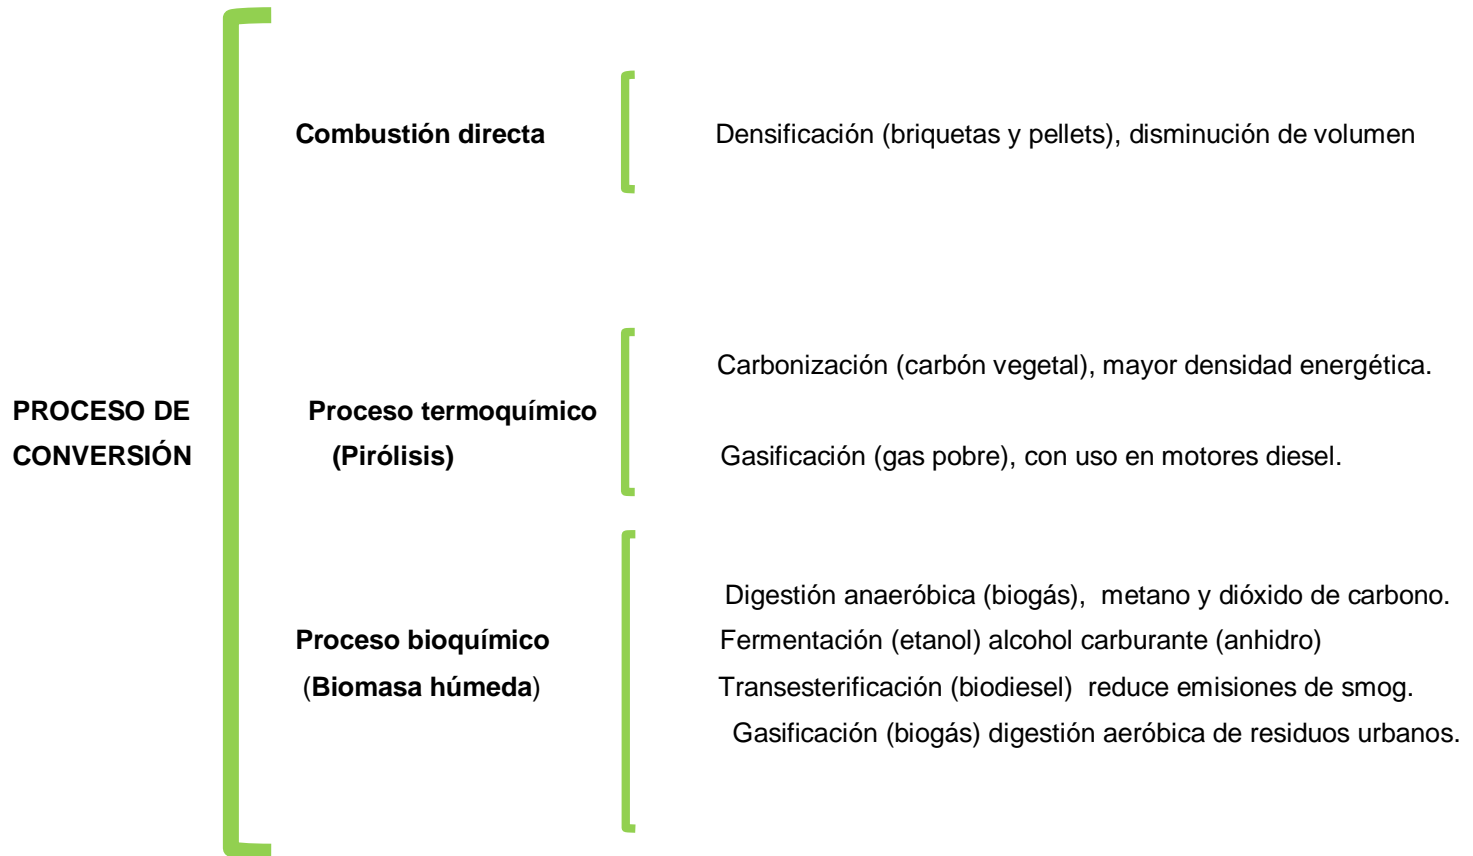 Combustión directa
Densificación (briquetas y pellets), disminución de volumen
PROCESO DE
CONVERSIÓN
Proceso termoquímico
(Pirólisis)
Carbonización (carbón vegetal), mayor densidad energética.
Gasificación (gas pobre), con uso en motores diesel.
Proceso bioquímico
(Biomasa húmeda)
Digestión anaeróbica (biogás), metano y dióxido de carbono.
Fermentación (etanol) alcohol carburante (anhidro)
Transesterificación (biodiesel) reduce emisiones de smog.
Gasificación (biogás) digestión aeróbica de residuos urbanos.